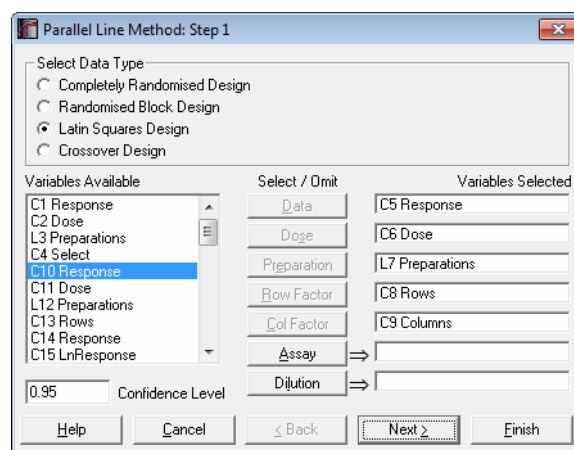 Parallel Line Method: Step 1
Select Data Type
Completely Randomised Design
Randomised Block Design
Latin Squares Design
Crossover Design
Variables Available
Select / Omit
Variables Selected
C1 Response
C2 Dose
L3 Preparations
C4 Select
C10 Response
C11 Dose
L12 Preparations
C13 Rows
C14 Response
C15 LnResponse
Data
C5 Response
Dose
C6 Dose
Preparation
L7 Preparations
Row Factor
C8 Rows
Col Factor
C9 Columns
Assay
Dilution
0.95 Confidence Level
Help
Cancel
< Back
Next >
Finish